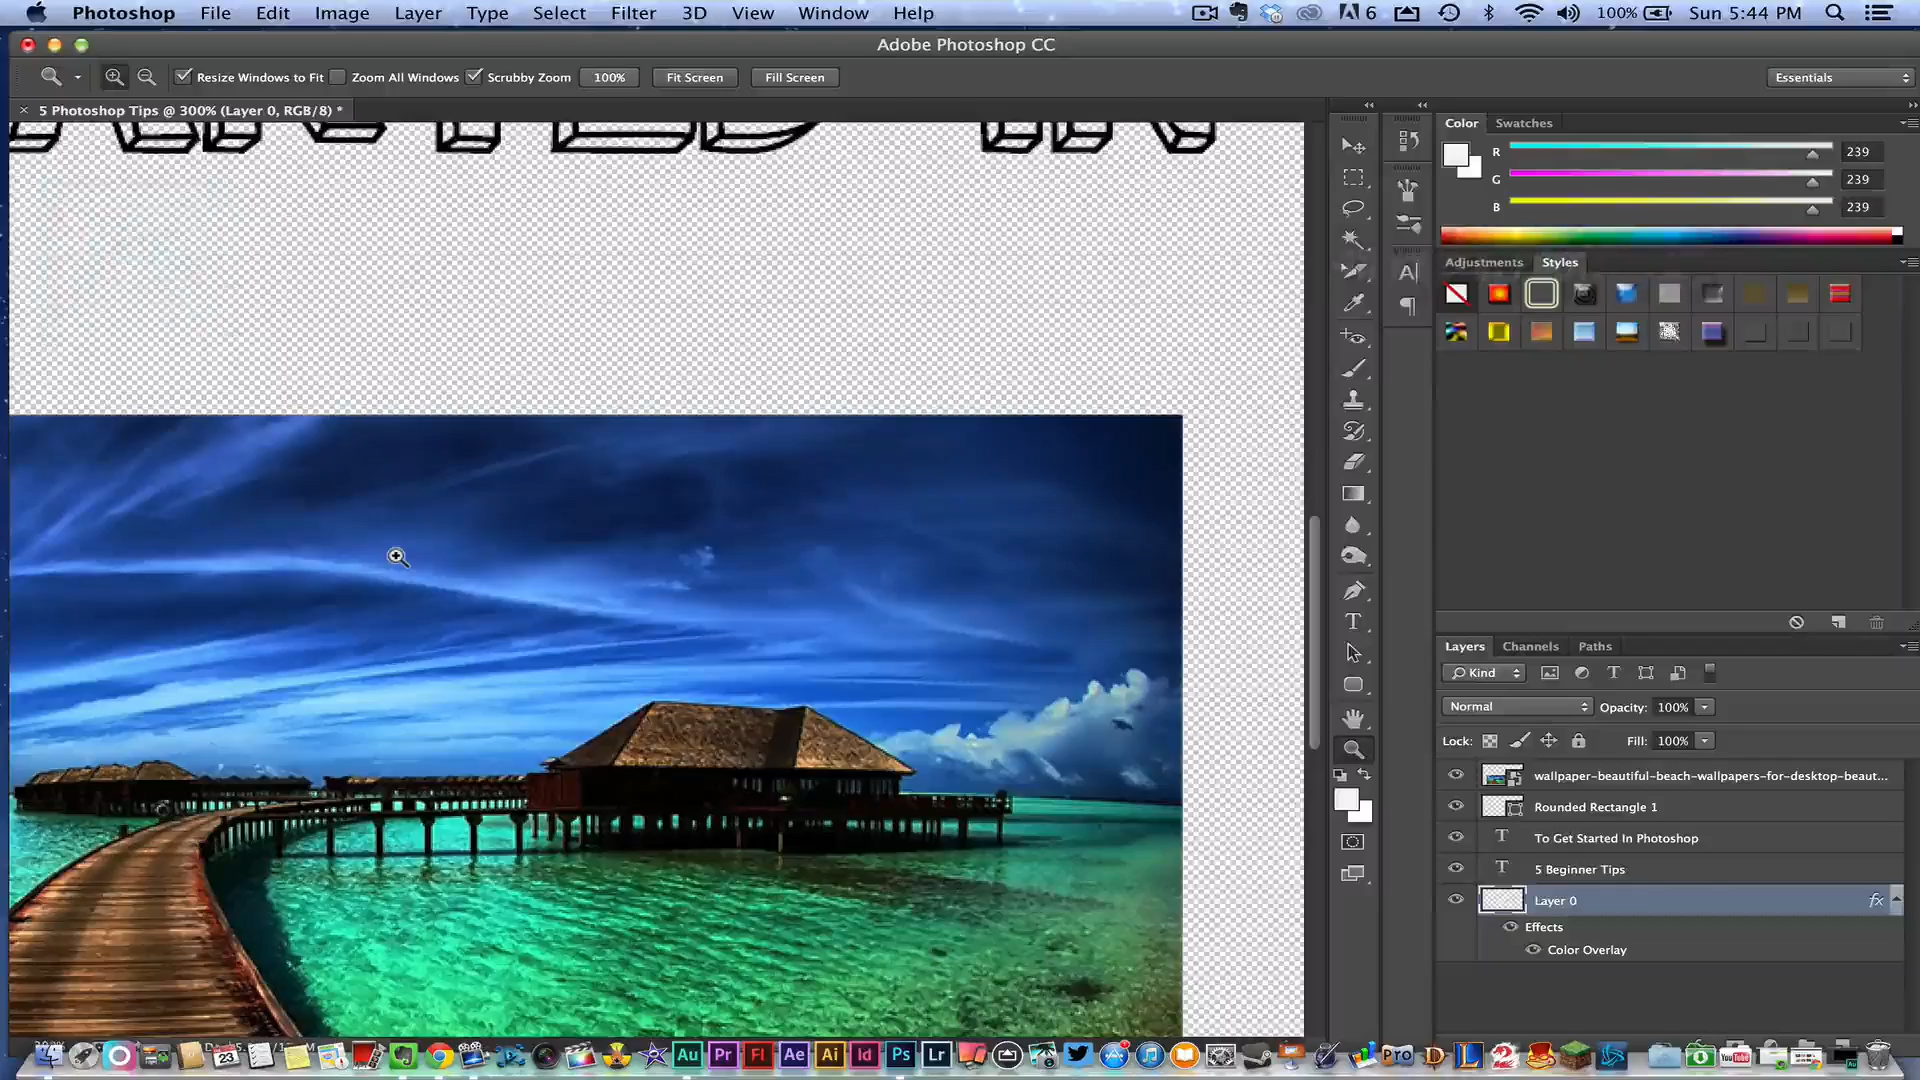 Photoshop File Edit Image Layer Type Select Filter 3D View Window Help 6 100% Sun 5:44 PM
Adobe Photoshop CC
Resize Windows to Fit Zoom All Windows Scrubby Zoom 100% Fit Screen Fill Screen Essentials
5 Photoshop Tips @ 300% (Layer 0, RGB/8) *
Color Swatches
R 239
G 239
B 239
Adjustments Styles
Layers Channels Paths
Kind T
Normal Opacity: 100%
Lock: Fill: 100%
wallpaper-beautiful-beach-wallpapers-for-desktop-beaut...
Rounded Rectangle 1
T To Get Started In Photoshop
T 5 Beginner Tips
Layer 0 fx
Effects
Color Overlay
23 Au Pr Fl Ae Ai Id Ps Lr Pro